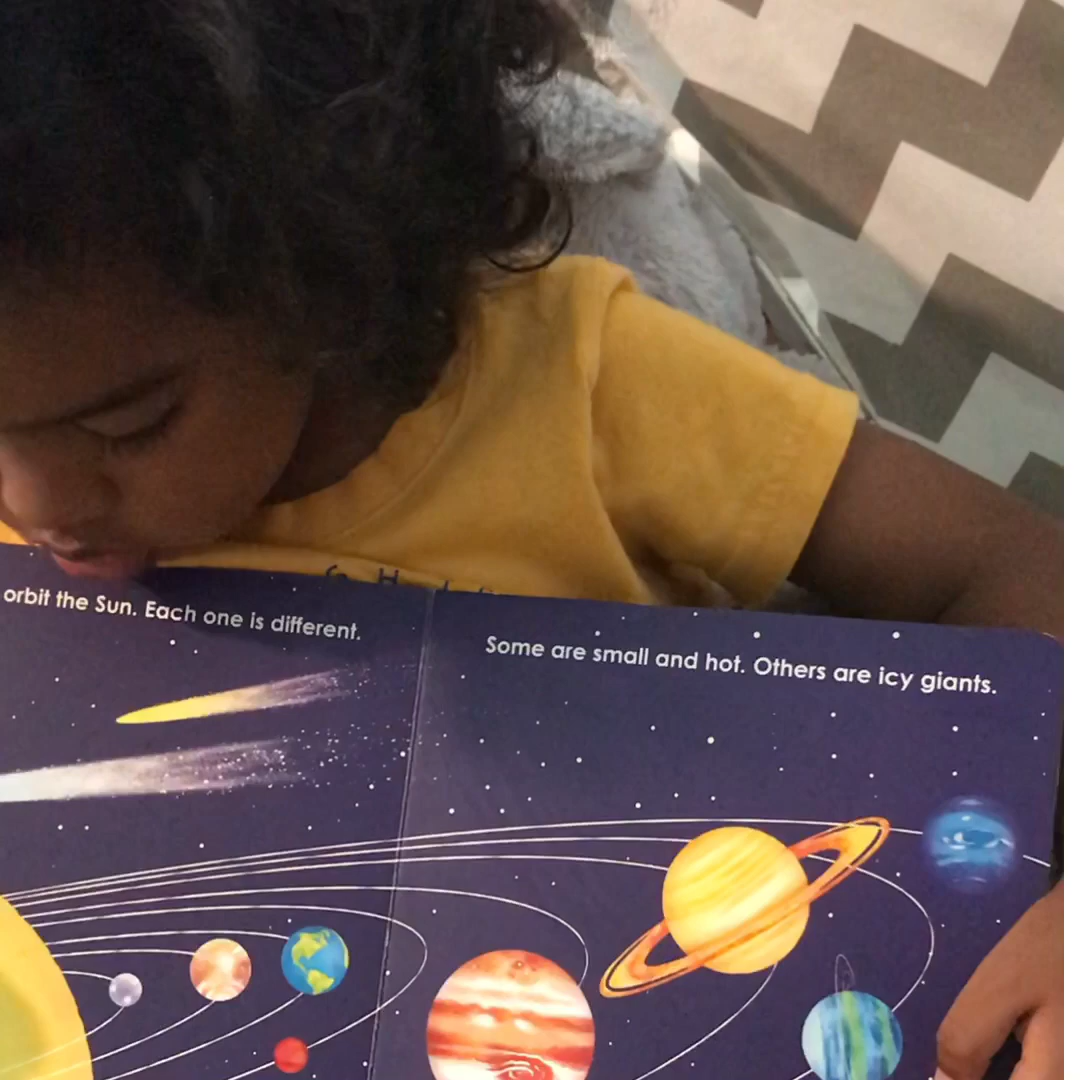 orbit the Sun. Each one is different.
Some are small and hot. Others are icy giants.